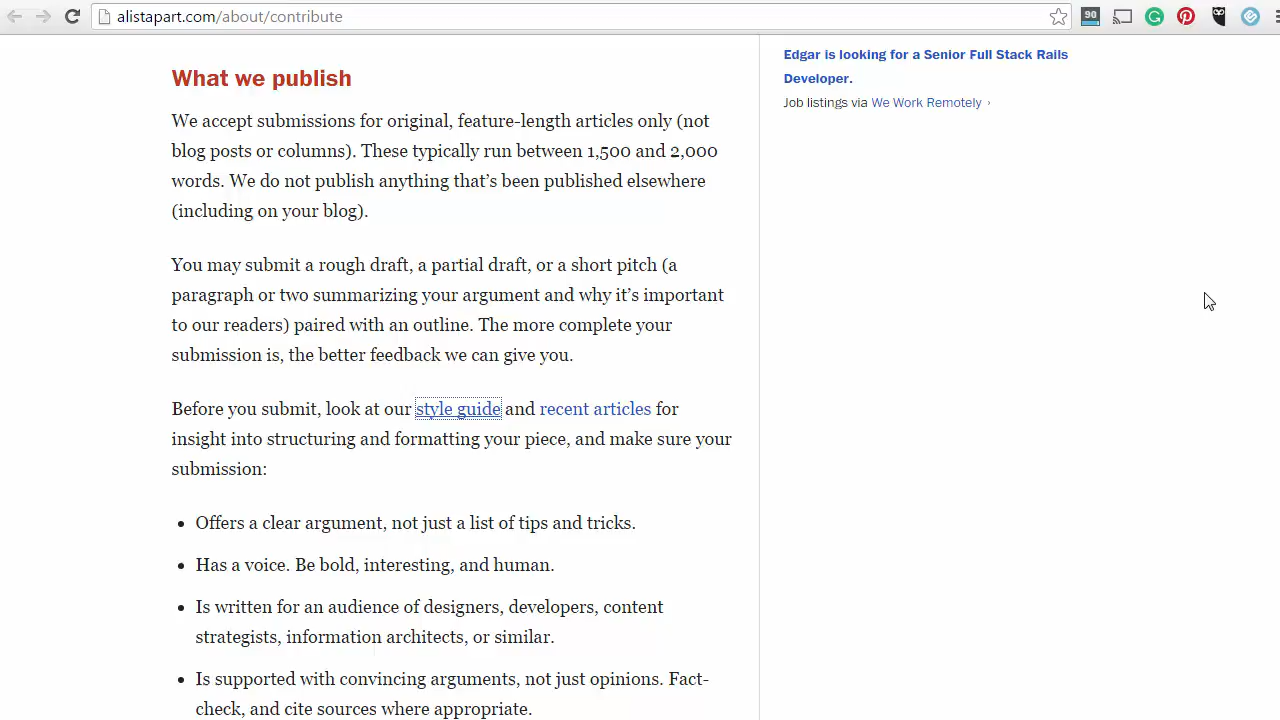 alistapart.com/about/contribute
90
Edgar is looking for a Senior Full Stack Rails
Developer.
Job listings via We Work Remotely ›
What we publish
We accept submissions for original, feature-length articles only (not
blog posts or columns). These typically run between 1,500 and 2,000
words. We do not publish anything that’s been published elsewhere
(including on your blog).
You may submit a rough draft, a partial draft, or a short pitch (a
paragraph or two summarizing your argument and why it’s important
to our readers) paired with an outline. The more complete your
submission is, the better feedback we can give you.
Before you submit, look at our style guide and recent articles for
insight into structuring and formatting your piece, and make sure your
submission:
• Offers a clear argument, not just a list of tips and tricks.
• Has a voice. Be bold, interesting, and human.
• Is written for an audience of designers, developers, content
strategists, information architects, or similar.
• Is supported with convincing arguments, not just opinions. Fact-
check, and cite sources where appropriate.